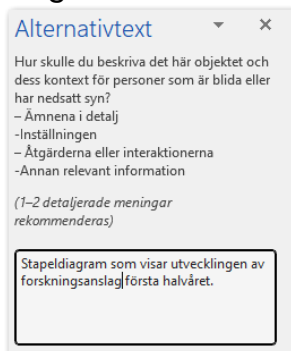 Alternativtext
Hur skulle du beskriva det här objektet och
dess kontext för personer som är blida eller
har nedsatt syn?
– Ämnena i detalj
-Inställningen
– Åtgärderna eller interaktionerna
-Annan relevant information
(1–2 detaljerade meningar
rekommenderas)
Stapeldiagram som visar utvecklingen av
forskningsanslag första halvåret.